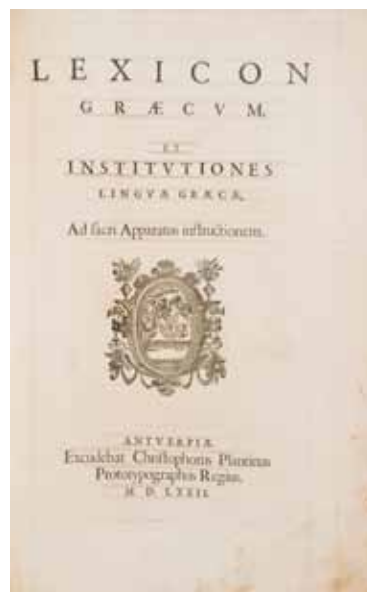 LEXICON
GRÆCVM.
ET
INSTITVTIONES
LINGVÆ GRÆCÆ,
Ad sacri Apparatus instructionem.
ANTVERPIÆ
Excudebat Christophorus Plantinus
Prototypographus Regius.
M. D. LXXII.